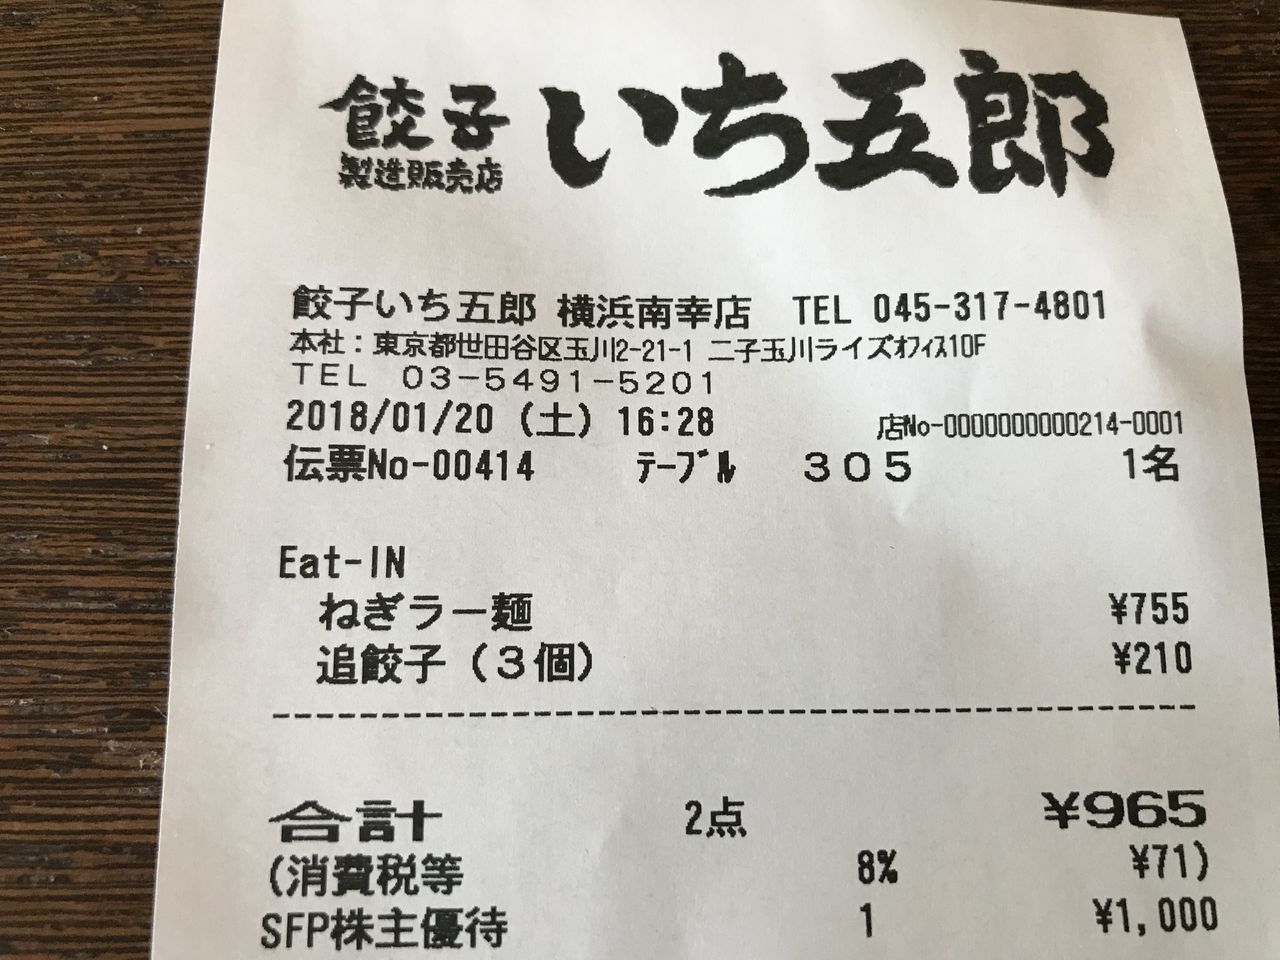 餃子 いち五郎
製造販売店
餃子いち五郎 横浜南幸店 TEL 045-317-4801
本社：東京都世田谷区玉川2-21-1 二子玉川ライズｵﾌｨｽ10F
ＴＥＬ ０３－５４９１－５２０１
2018/01/20 (土) 16:28 店No-0000000000214-0001
伝票No-00414 ﾃｰﾌﾞﾙ ３０５ 1名
Eat-IN
ねぎラー麺 ¥755
追餃子（３個） ¥210
合計 2点 ¥965
(消費税等 8% ¥71)
SFP株主優待 1 ¥1,000